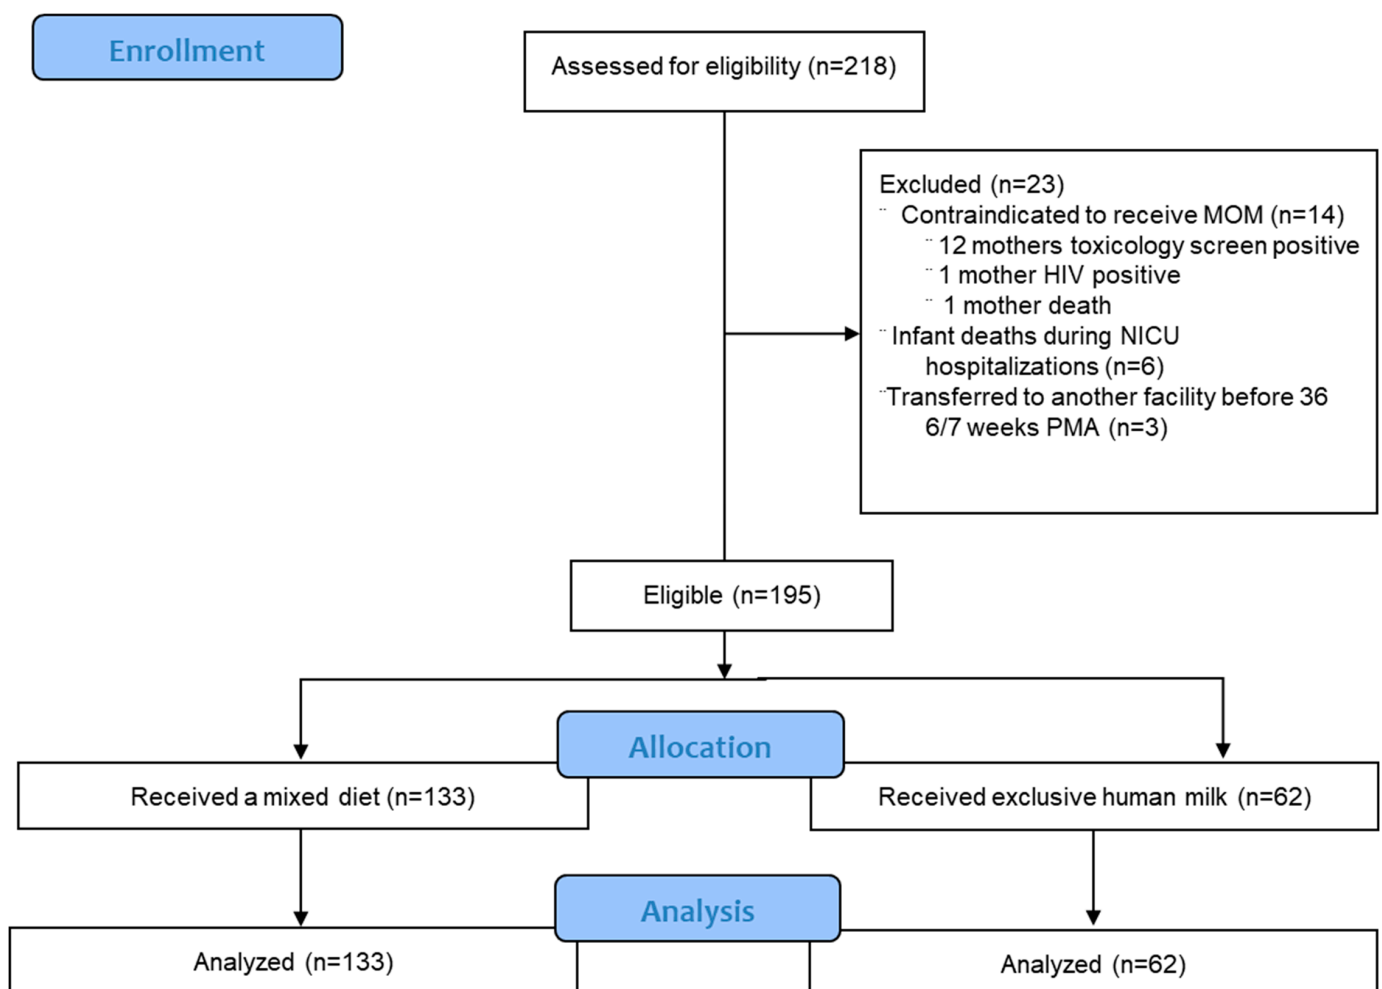 Enrollment
Assessed for eligibility (n=218)
Excluded (n=23)
¨ Contraindicated to receive MOM (n=14)
¨ 12 mothers toxicology screen positive
¨ 1 mother HIV positive
¨ 1 mother death
¨ Infant deaths during NICU
hospitalizations (n=6)
¨Transferred to another facility before 36
6/7 weeks PMA (n=3)
Eligible (n=195)
Allocation
Received a mixed diet (n=133)
Received exclusive human milk (n=62)
Analysis
Analyzed (n=133)
Analyzed (n=62)